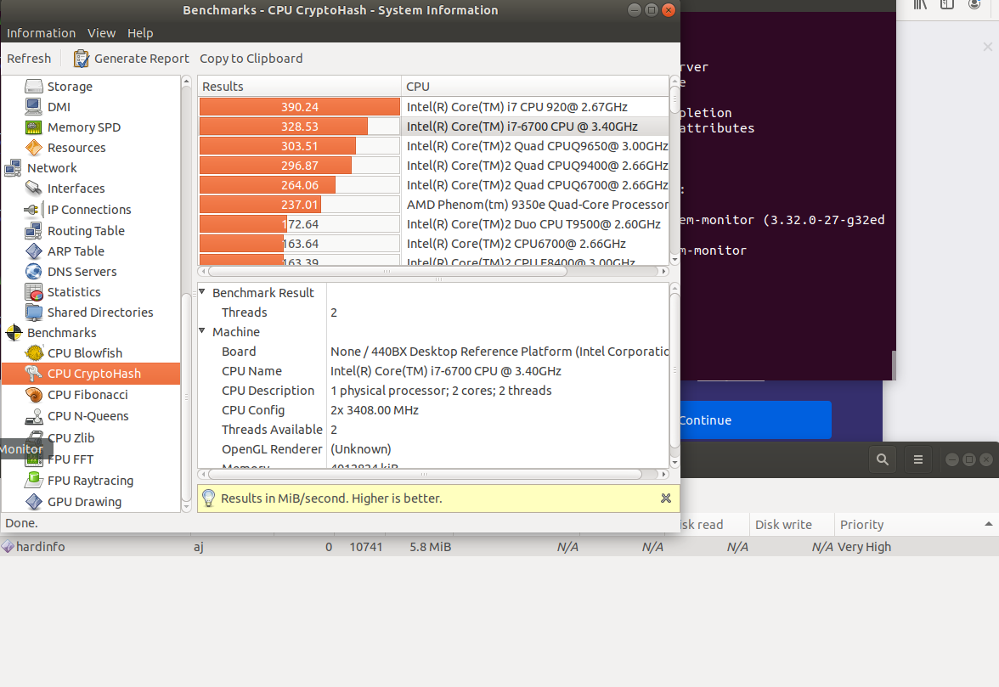 Benchmarks - CPU CryptoHash - System Information
Information View Help
Refresh Generate Report Copy to Clipboard
Storage
DMI
Memory SPD
Resources
Network
Interfaces
IP Connections
Routing Table
ARP Table
DNS Servers
Statistics
Shared Directories
Benchmarks
CPU Blowfish
CPU CryptoHash
CPU Fibonacci
CPU N-Queens
CPU Zlib
FPU FFT
FPU Raytracing
GPU Drawing
Monitor
Results CPU
390.24 Intel(R) Core(TM) i7 CPU 920@ 2.67GHz
328.53 Intel(R) Core(TM) i7-6700 CPU @ 3.40GHz
303.51 Intel(R) Core(TM)2 Quad CPUQ9650@ 3.00GHz
296.87 Intel(R) Core(TM)2 Quad CPUQ9400@ 2.66GHz
264.06 Intel(R) Core(TM)2 Quad CPUQ6700@ 2.66GHz
237.01 AMD Phenom(tm) 9350e Quad-Core Processor
172.64 Intel(R) Core(TM)2 Duo CPU T9500@ 2.60GHz
163.64 Intel(R) Core(TM)2 CPU6700@ 2.66GHz
163.39 Intel(R) Core(TM)2 CPU E8400@ 3.00GHz
Benchmark Result
Threads 2
Machine
Board None / 440BX Desktop Reference Platform (Intel Corporatic
CPU Name Intel(R) Core(TM) i7-6700 CPU @ 3.40GHz
CPU Description 1 physical processor; 2 cores; 2 threads
CPU Config 2x 3408.00 MHz
Threads Available 2
OpenGL Renderer (Unknown)
Memory 4012824 kiB
Results in MiB/second. Higher is better.
Done.
rver
e
pletion
attributes
:
em-monitor (3.32.0-27-g32ed
m-monitor
Continue
isk read Disk write Priority
hardinfo aj 0 10741 5.8 MiB N/A N/A N/A N/A Very High